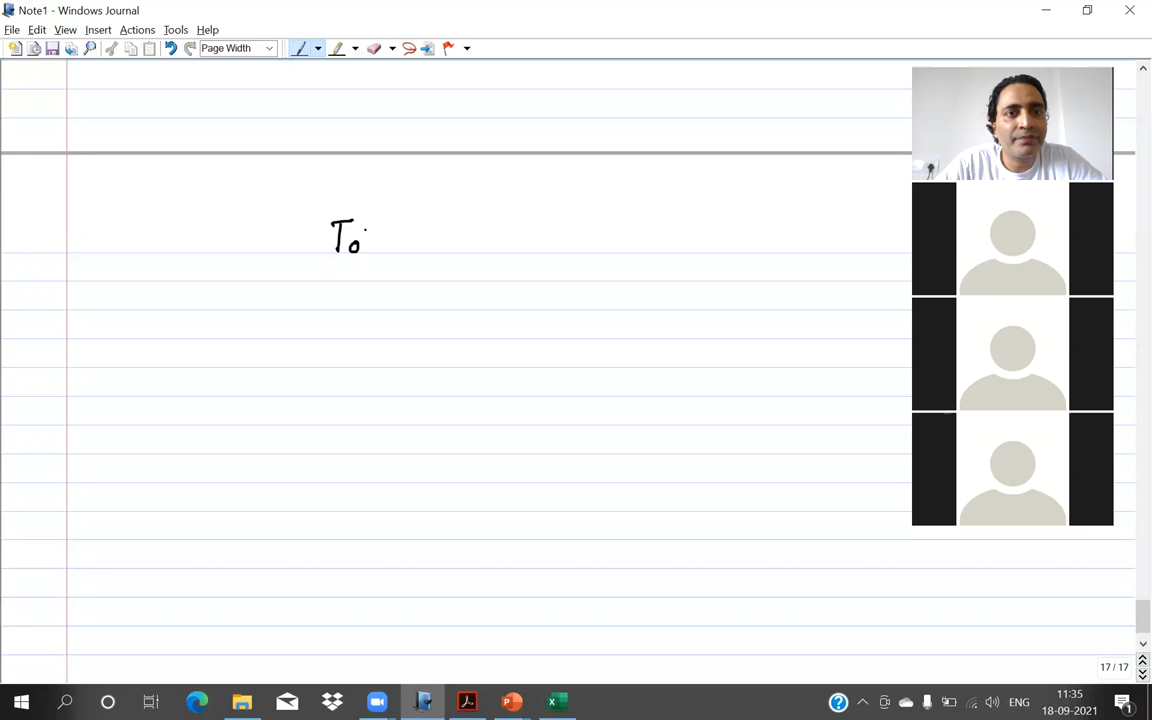 Note1 - Windows Journal
File Edit View Insert Actions Tools Help
Page Width
To
17 / 17
ENG
11:35
18-09-2021
1